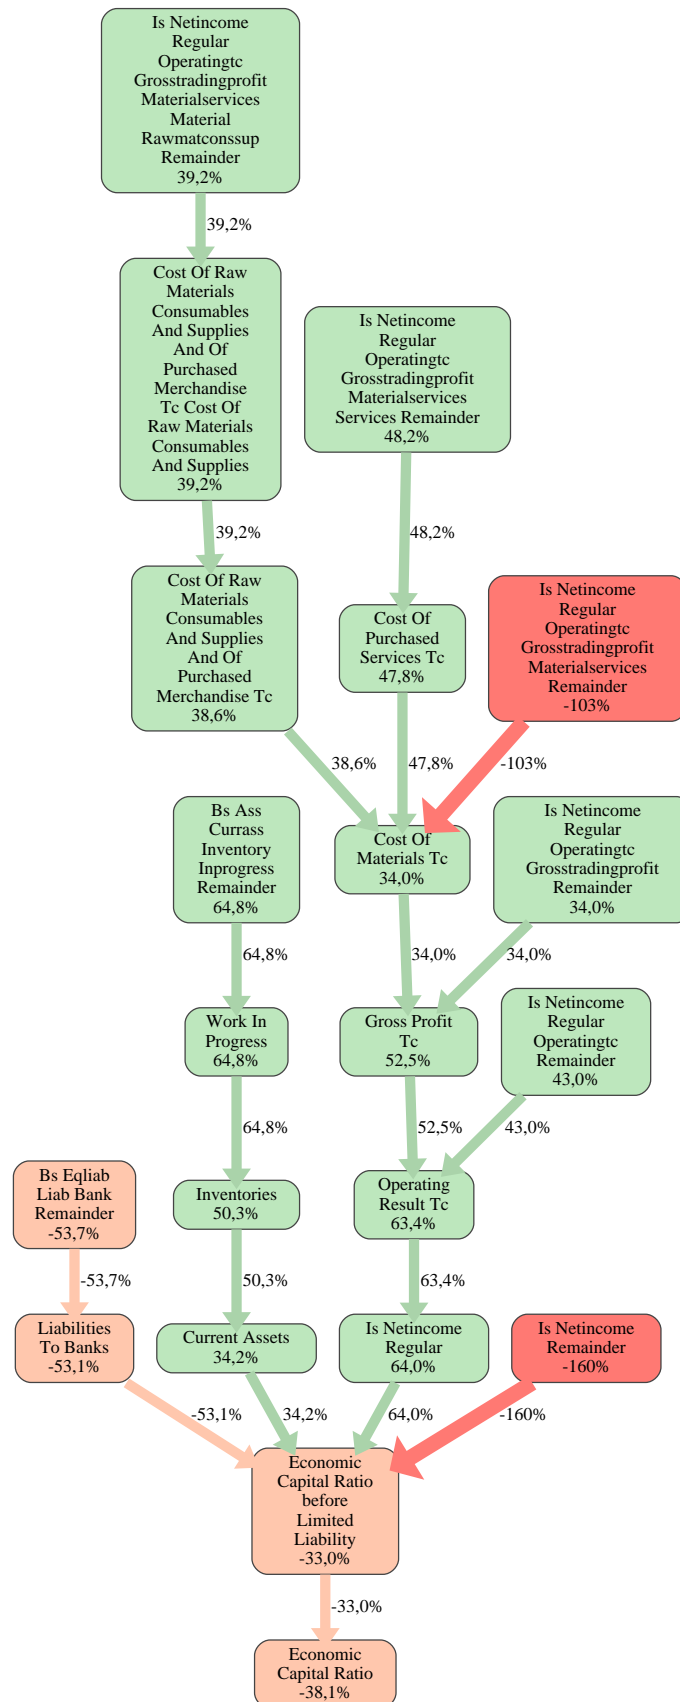 Is Netincome
Regular
Operatingtc
Grosstradingprofit
Materialservices
Material
Rawmatconssup
Remainder
39,2%
39,2%
Cost Of Raw
Materials
Consumables
And Supplies
And Of
Purchased
Merchandise
Tc Cost Of
Raw Materials
Consumables
And Supplies
39,2%
Is Netincome
Regular
Operatingtc
Grosstradingprofit
Materialservices
Services Remainder
48,2%
39,2%
48,2%
Cost Of Raw
Materials
Consumables
And Supplies
And Of
Purchased
Merchandise Tc
38,6%
Cost Of
Purchased
Services Tc
47,8%
Is Netincome
Regular
Operatingtc
Grosstradingprofit
Materialservices
Remainder
-103%
38,6%
47,8%
-103%
Bs Ass
Currass
Inventory
Inprogress
Remainder
64,8%
Cost Of
Materials Tc
34,0%
Is Netincome
Regular
Operatingtc
Grosstradingprofit
Remainder
34,0%
64,8%
34,0%
34,0%
Work In
Progress
64,8%
Gross Profit
Tc
52,5%
Is Netincome
Regular
Operatingtc
Remainder
43,0%
64,8%
52,5%
43,0%
Bs Eqliab
Liab Bank
Remainder
-53,7%
Inventories
50,3%
Operating
Result Tc
63,4%
-53,7%
50,3%
63,4%
Liabilities
To Banks
-53,1%
Current Assets
34,2%
Is Netincome
Regular
64,0%
Is Netincome
Remainder
-160%
-53,1%
34,2%
64,0%
-160%
Economic
Capital Ratio
before
Limited
Liability
-33,0%
-33,0%
Economic
Capital Ratio
-38,1%